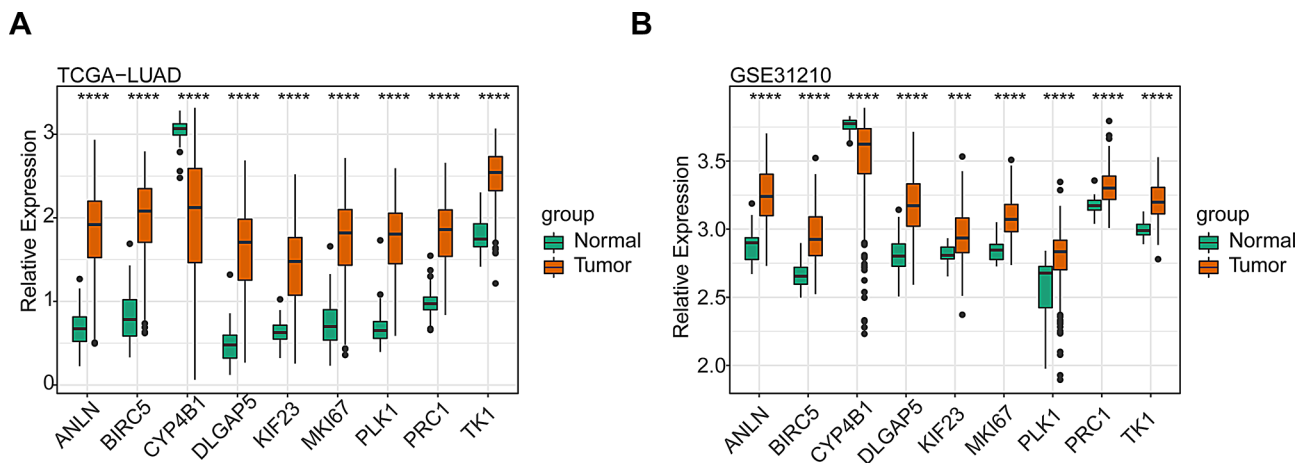 A
TCGA−LUAD
**** **** **** **** **** **** **** **** ****
3
2
1
0
Relative Expression
ANLN BIRC5 CYP4B1 DLGAP5 KIF23 MKI67 PLK1 PRC1 TK1
group
Normal
Tumor
B
GSE31210
**** **** **** **** *** **** **** **** ****
3.5
3.0
2.5
2.0
Relative Expression
ANLN BIRC5 CYP4B1 DLGAP5 KIF23 MKI67 PLK1 PRC1 TK1
group
Normal
Tumor